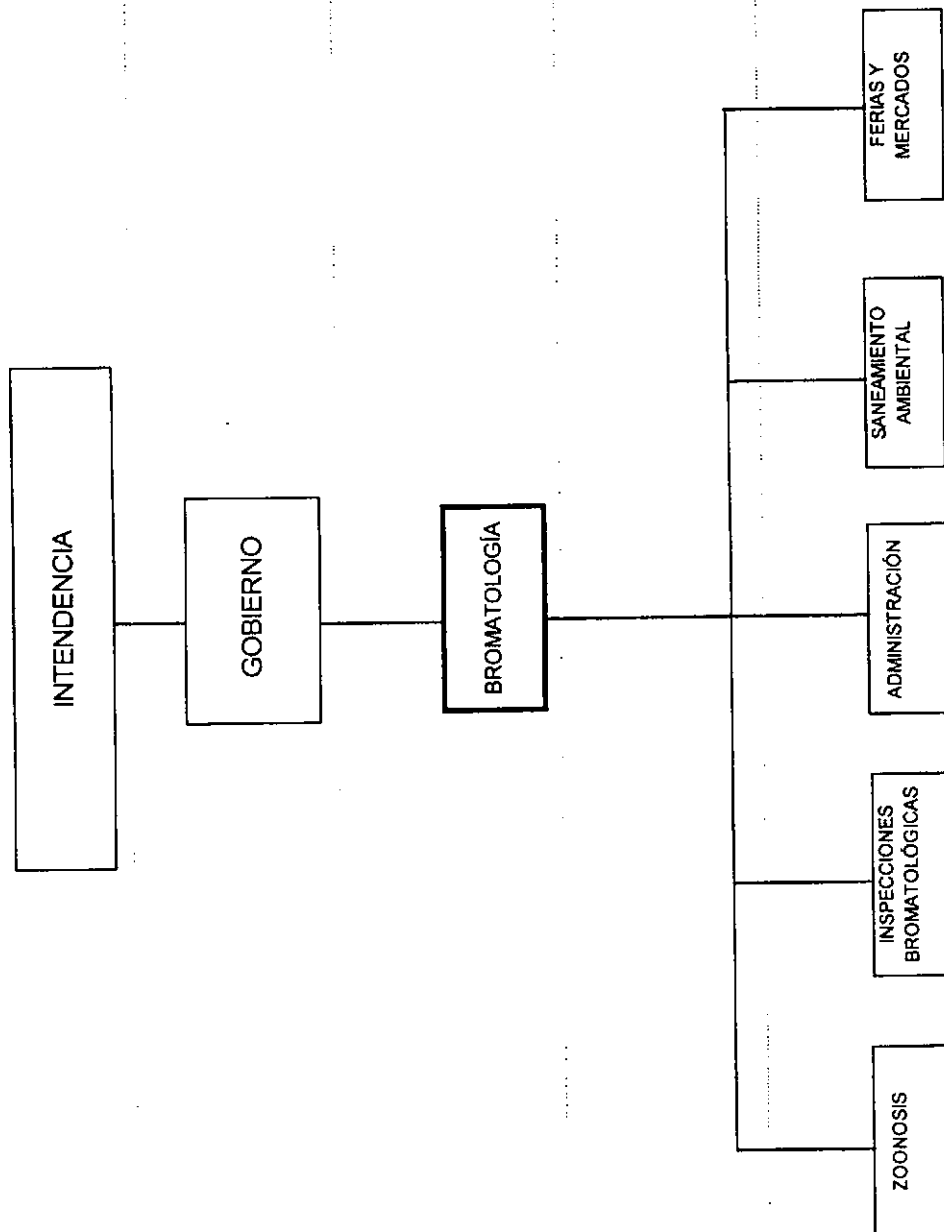 INTENDENCIA
GOBIERNO
BROMATOLOGÍA
ZOONOSIS
INSPECCIONES
BROMATOLÓGICAS
ADMINISTRACIÓN
SANEAMIENTO
AMBIENTAL
FERIAS Y
MERCADOS